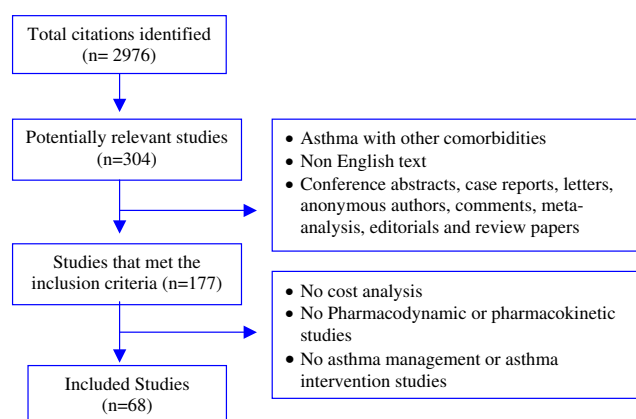 Total citations identified
(n= 2976)
Potentially relevant studies
(n=304)
• Asthma with other comorbidities
• Non English text
• Conference abstracts, case reports, letters,
anonymous authors, comments, meta-
analysis, editorials and review papers
Studies that met the
inclusion criteria (n=177)
• No cost analysis
• No Pharmacodynamic or pharmacokinetic
studies
• No asthma management or asthma
intervention studies
Included Studies
(n=68)